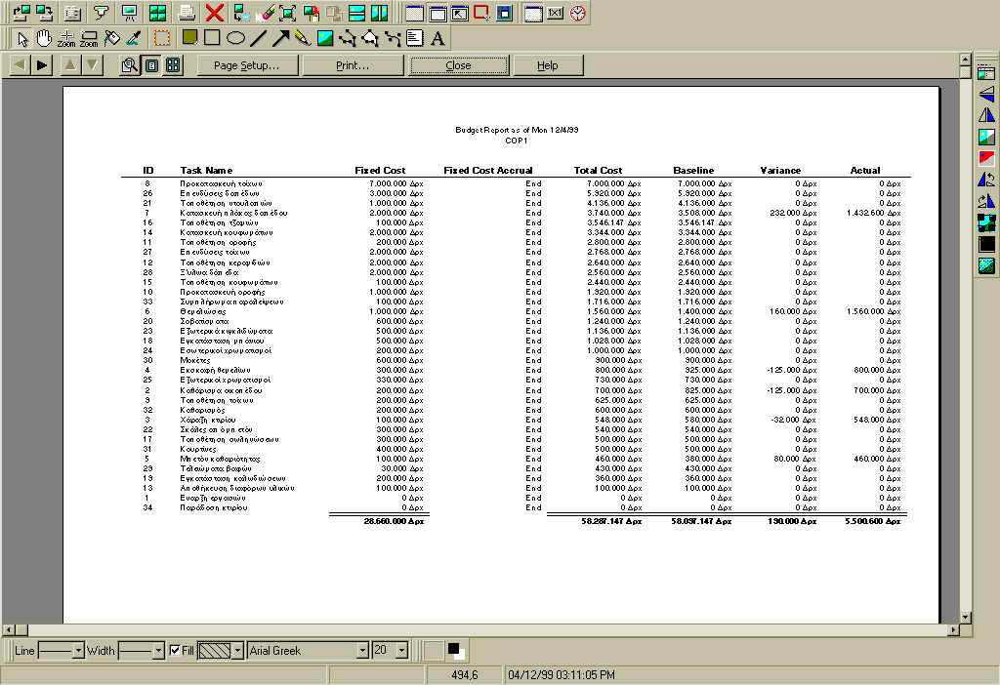 Zoom Zoom
1x1
A
Page Setup... Print... Close Help
Budget Report as of Mon 12/4/99
COP1
ID Task Name Fixed Cost Fixed Cost Accrual Total Cost Baseline Variance Actual
8 Προκατασκευή τοίχων 7.000.000 Δρχ End 7.000.000 Δρχ 7.000.000 Δρχ 0 Δρχ 0 Δρχ
26 Επενδύσεις δαπέδων 3.000.000 Δρχ End 5.920.000 Δρχ 5.920.000 Δρχ 0 Δρχ 0 Δρχ
21 Τοποθέτηση ντουλαπιών 1.000.000 Δρχ End 4.136.000 Δρχ 4.136.000 Δρχ 0 Δρχ 0 Δρχ
7 Κατασκευή πλάκας δαπέδου 2.000.000 Δρχ End 3.740.000 Δρχ 3.508.000 Δρχ 232.000 Δρχ 1.432.600 Δρχ
16 Τοποθέτηση τζαμιών 100.000 Δρχ End 3.546.147 Δρχ 3.546.147 Δρχ 0 Δρχ 0 Δρχ
14 Κατασκευή κουφωμάτων 2.000.000 Δρχ End 3.344.000 Δρχ 3.344.000 Δρχ 0 Δρχ 0 Δρχ
11 Τοποθέτηση οροφής 200.000 Δρχ End 2.800.000 Δρχ 2.800.000 Δρχ 0 Δρχ 0 Δρχ
27 Επενδύσεις τοίχων 2.000.000 Δρχ End 2.768.000 Δρχ 2.768.000 Δρχ 0 Δρχ 0 Δρχ
12 Τοποθέτηση κεραμιδιών 2.000.000 Δρχ End 2.640.000 Δρχ 2.640.000 Δρχ 0 Δρχ 0 Δρχ
28 Ξύλινα δάπεδα 2.000.000 Δρχ End 2.560.000 Δρχ 2.560.000 Δρχ 0 Δρχ 0 Δρχ
15 Τοποθέτηση κουφωμάτων 100.000 Δρχ End 2.440.000 Δρχ 2.440.000 Δρχ 0 Δρχ 0 Δρχ
10 Προκατασκευή οροφής 1.000.000 Δρχ End 1.920.000 Δρχ 1.920.000 Δρχ 0 Δρχ 0 Δρχ
33 Συμπλήρωμα παραλείψεων 100.000 Δρχ End 1.716.000 Δρχ 1.716.000 Δρχ 0 Δρχ 0 Δρχ
6 Θεμελιώσεις 1.000.000 Δρχ End 1.560.000 Δρχ 1.400.000 Δρχ 160.000 Δρχ 1.560.000 Δρχ
20 Σοβατίσματα 600.000 Δρχ End 1.240.000 Δρχ 1.240.000 Δρχ 0 Δρχ 0 Δρχ
23 Εξωτερικά κιγκλιδώματα 500.000 Δρχ End 1.136.000 Δρχ 1.136.000 Δρχ 0 Δρχ 0 Δρχ
18 Εγκατάσταση μπάνιου 500.000 Δρχ End 1.028.000 Δρχ 1.028.000 Δρχ 0 Δρχ 0 Δρχ
24 Εσωτερικοί χρωματισμοί 200.000 Δρχ End 1.000.000 Δρχ 1.000.000 Δρχ 0 Δρχ 0 Δρχ
30 Μοκέτες 600.000 Δρχ End 900.000 Δρχ 900.000 Δρχ 0 Δρχ 0 Δρχ
4 Εκσκαφή θεμελίων 300.000 Δρχ End 800.000 Δρχ 925.000 Δρχ -125.000 Δρχ 800.000 Δρχ
25 Εξωτερικοί χρωματισμοί 330.000 Δρχ End 730.000 Δρχ 730.000 Δρχ 0 Δρχ 0 Δρχ
2 Καθάρισμα οικοπέδου 200.000 Δρχ End 700.000 Δρχ 825.000 Δρχ -125.000 Δρχ 700.000 Δρχ
9 Τοποθέτηση τοίχων 200.000 Δρχ End 625.000 Δρχ 625.000 Δρχ 0 Δρχ 0 Δρχ
32 Καθαρισμός 200.000 Δρχ End 600.000 Δρχ 600.000 Δρχ 0 Δρχ 0 Δρχ
3 Χάραξη κτιρίου 100.000 Δρχ End 548.000 Δρχ 580.000 Δρχ -32.000 Δρχ 548.000 Δρχ
22 Σκάλες από μπετόν 300.000 Δρχ End 540.000 Δρχ 540.000 Δρχ 0 Δρχ 0 Δρχ
17 Τοποθέτηση σωληνώσεων 300.000 Δρχ End 500.000 Δρχ 500.000 Δρχ 0 Δρχ 0 Δρχ
31 Κουρτίνες 400.000 Δρχ End 500.000 Δρχ 500.000 Δρχ 0 Δρχ 0 Δρχ
5 Μπετόν καθαριότητας 100.000 Δρχ End 460.000 Δρχ 380.000 Δρχ 80.000 Δρχ 460.000 Δρχ
29 Τελειώματα βαφών 30.000 Δρχ End 430.000 Δρχ 430.000 Δρχ 0 Δρχ 0 Δρχ
19 Εγκατάσταση καλωδιώσεων 200.000 Δρχ End 360.000 Δρχ 360.000 Δρχ 0 Δρχ 0 Δρχ
13 Αποθήκευση διαφόρων υλικών 100.000 Δρχ End 100.000 Δρχ 100.000 Δρχ 0 Δρχ 0 Δρχ
1 Έναρξη εργασιών 0 Δρχ End 0 Δρχ 0 Δρχ 0 Δρχ 0 Δρχ
34 Παράδοση κτιρίου 0 Δρχ End 0 Δρχ 0 Δρχ 0 Δρχ 0 Δρχ
28.660.000 Δρχ 58.287.147 Δρχ 58.097.147 Δρχ 190.000 Δρχ 5.500.600 Δρχ
Line Width Fill Arial Greek 20
494,6 04/12/99 03:11:05 PM